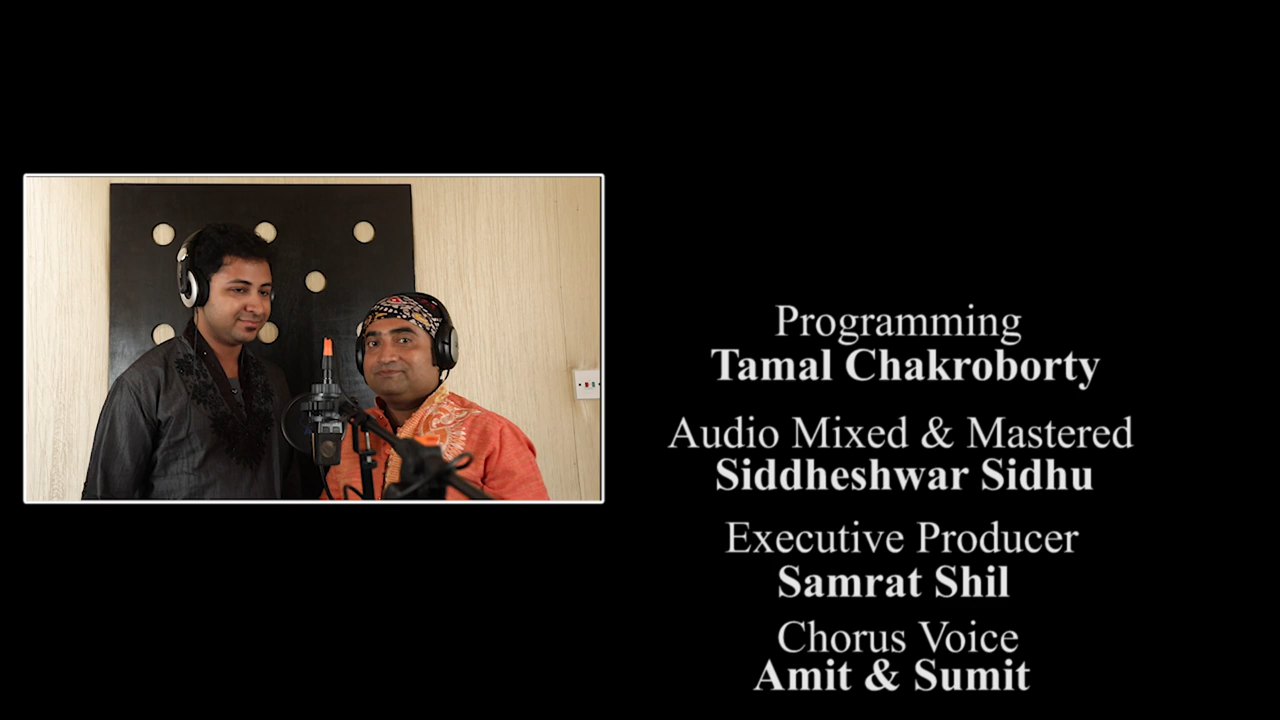 Programming
Tamal Chakroborty
Audio Mixed & Mastered
Siddheshwar Sidhu
Executive Producer
Samrat Shil
Chorus Voice
Amit & Sumit